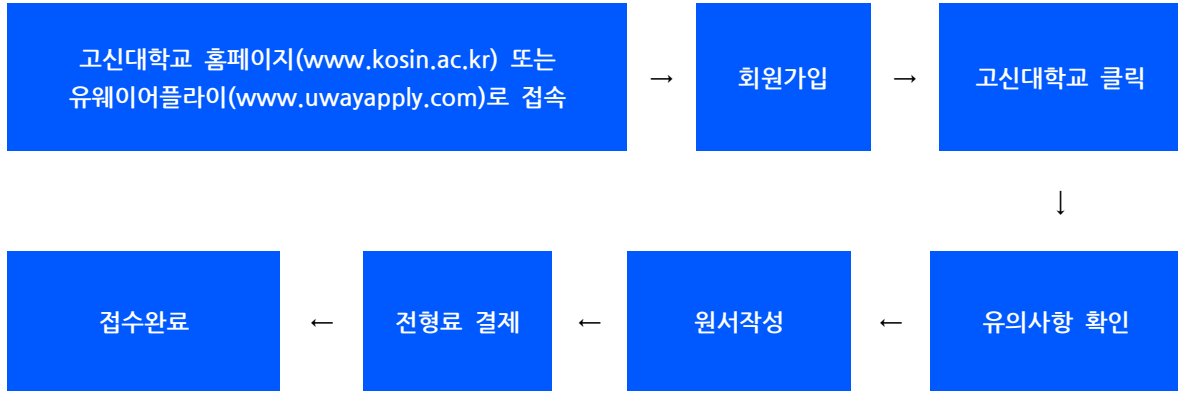 고신대학교 홈페이지(www.kosin.ac.kr) 또는
유웨이어플라이(www.uwayapply.com)로 접속
→
회원가입
→
고신대학교 클릭
↓
유의사항 확인
←
원서작성
←
전형료 결제
←
접수완료